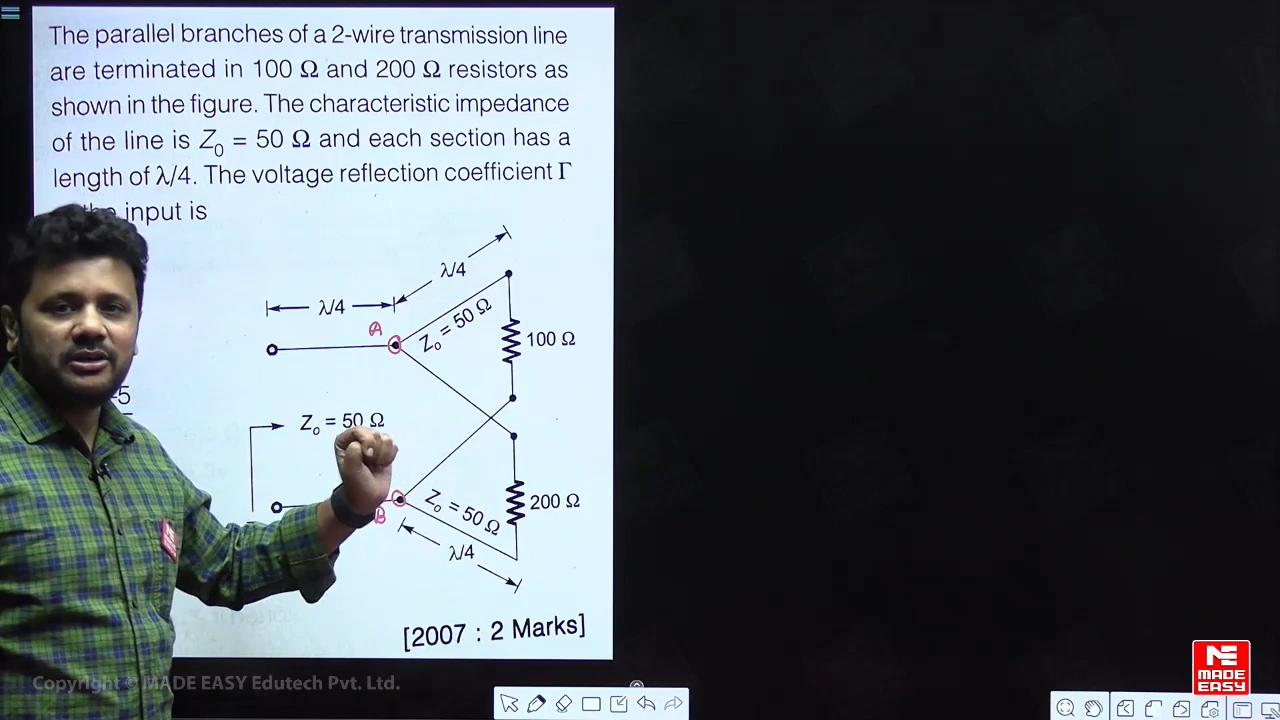 The parallel branches of a 2-wire transmission line
are terminated in 100 Ω and 200 Ω resistors as
shown in the figure. The characteristic impedance
of the line is Z₀ = 50 Ω and each section has a
length of λ/4. The voltage reflection coefficient Γ
the input is
λ/4
λ/4
A
Z₀ = 50 Ω
100 Ω
5
Z₀ = 50 Ω
B
Z₀ = 50 Ω
200 Ω
λ/4
[2007 : 2 Marks]
Copyright © MADE EASY Edutech Pvt. Ltd.
MADE
EASY